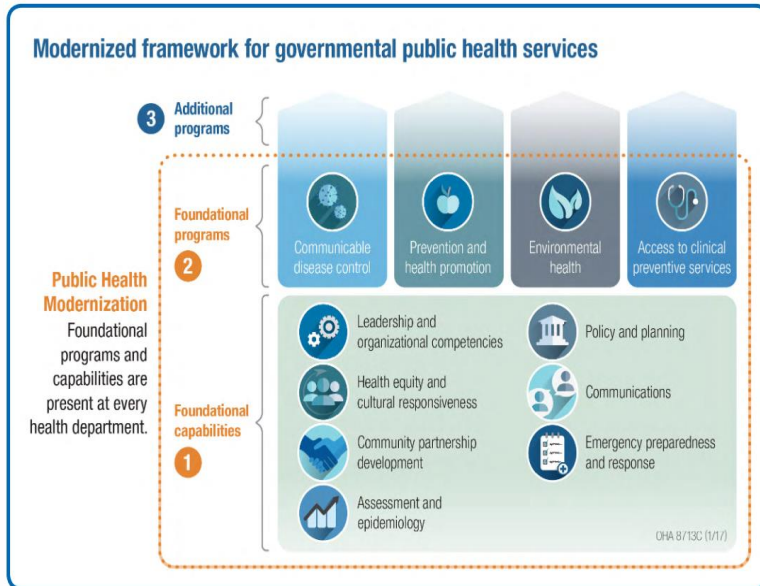 Modernized framework for governmental public health services
3
Additional
programs
Foundational
programs
2
Communicable
disease control
Prevention and
health promotion
Environmental
health
Access to clinical
preventive services
Public Health
Modernization
Foundational
programs and
capabilities are
present at every
health department.
Foundational
capabilities
1
Leadership and
organizational competencies
Health equity and
cultural responsiveness
Community partnership
development
Assessment and
epidemiology
Policy and planning
Communications
Emergency preparedness
and response
OHA 8713C (1/17)